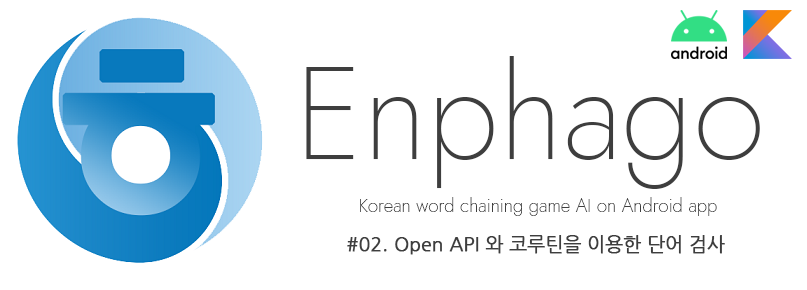 android
Enphago
Korean word chaining game AI on Android app
#02. Open API 와 코루틴을 이용한 단어 검사